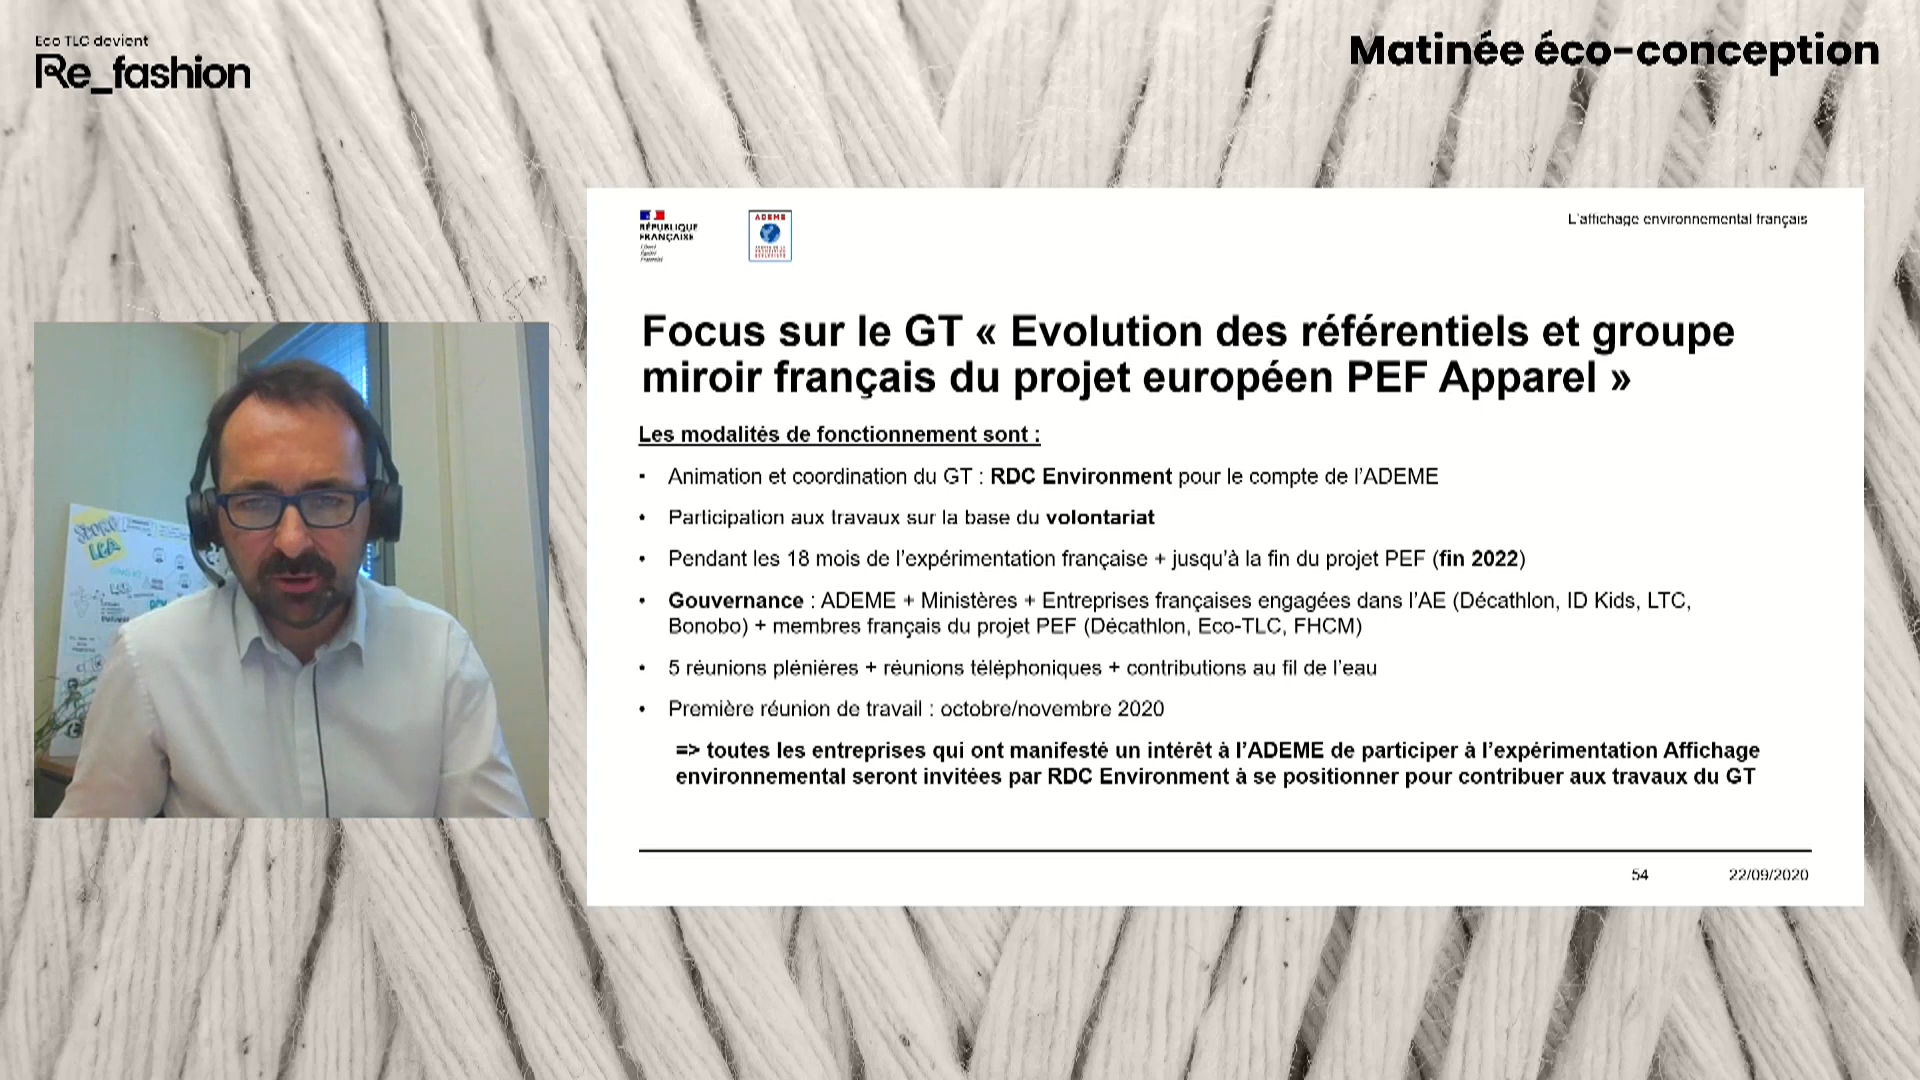 Eco TLC devient
Re_fashion
Matinée éco-conception
RÉPUBLIQUE
FRANÇAISE
Liberté
Égalité
Fraternité
ADEME
L'affichage environnemental français
Focus sur le GT « Evolution des référentiels et groupe
miroir français du projet européen PEF Apparel »
Les modalités de fonctionnement sont :
▪ Animation et coordination du GT : RDC Environment pour le compte de l'ADEME
• Participation aux travaux sur la base du volontariat
• Pendant les 18 mois de l'expérimentation française + jusqu'à la fin du projet PEF (fin 2022)
• Gouvernance : ADEME + Ministères + Entreprises françaises engagées dans l'AE (Décathlon, ID Kids, LTC,
Bonobo) + membres français du projet PEF (Décathlon, Eco-TLC, FHCM)
• 5 réunions plénières + réunions téléphoniques + contributions au fil de l'eau
• Première réunion de travail : octobre/novembre 2020
=> toutes les entreprises qui ont manifesté un intérêt à l'ADEME de participer à l'expérimentation Affichage
environnemental seront invitées par RDC Environment à se positionner pour contribuer aux travaux du GT
54
22/09/2020